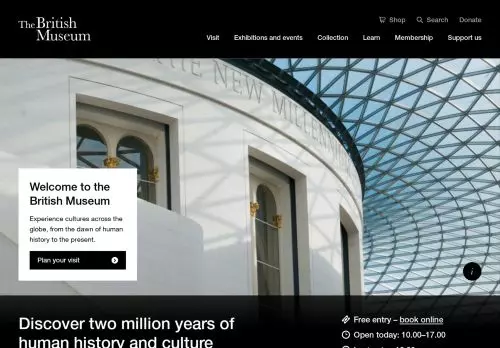 The British
Museum
Shop Search Donate
Visit Exhibitions and events Collection Learn Membership Support us
THE NEW MILLENNIUM
Welcome to the
British Museum
Experience cultures across the
globe, from the dawn of human
history to the present.
Plan your visit
i
Discover two million years of
human history and culture
Free entry – book online
Open today: 10.00–17.00